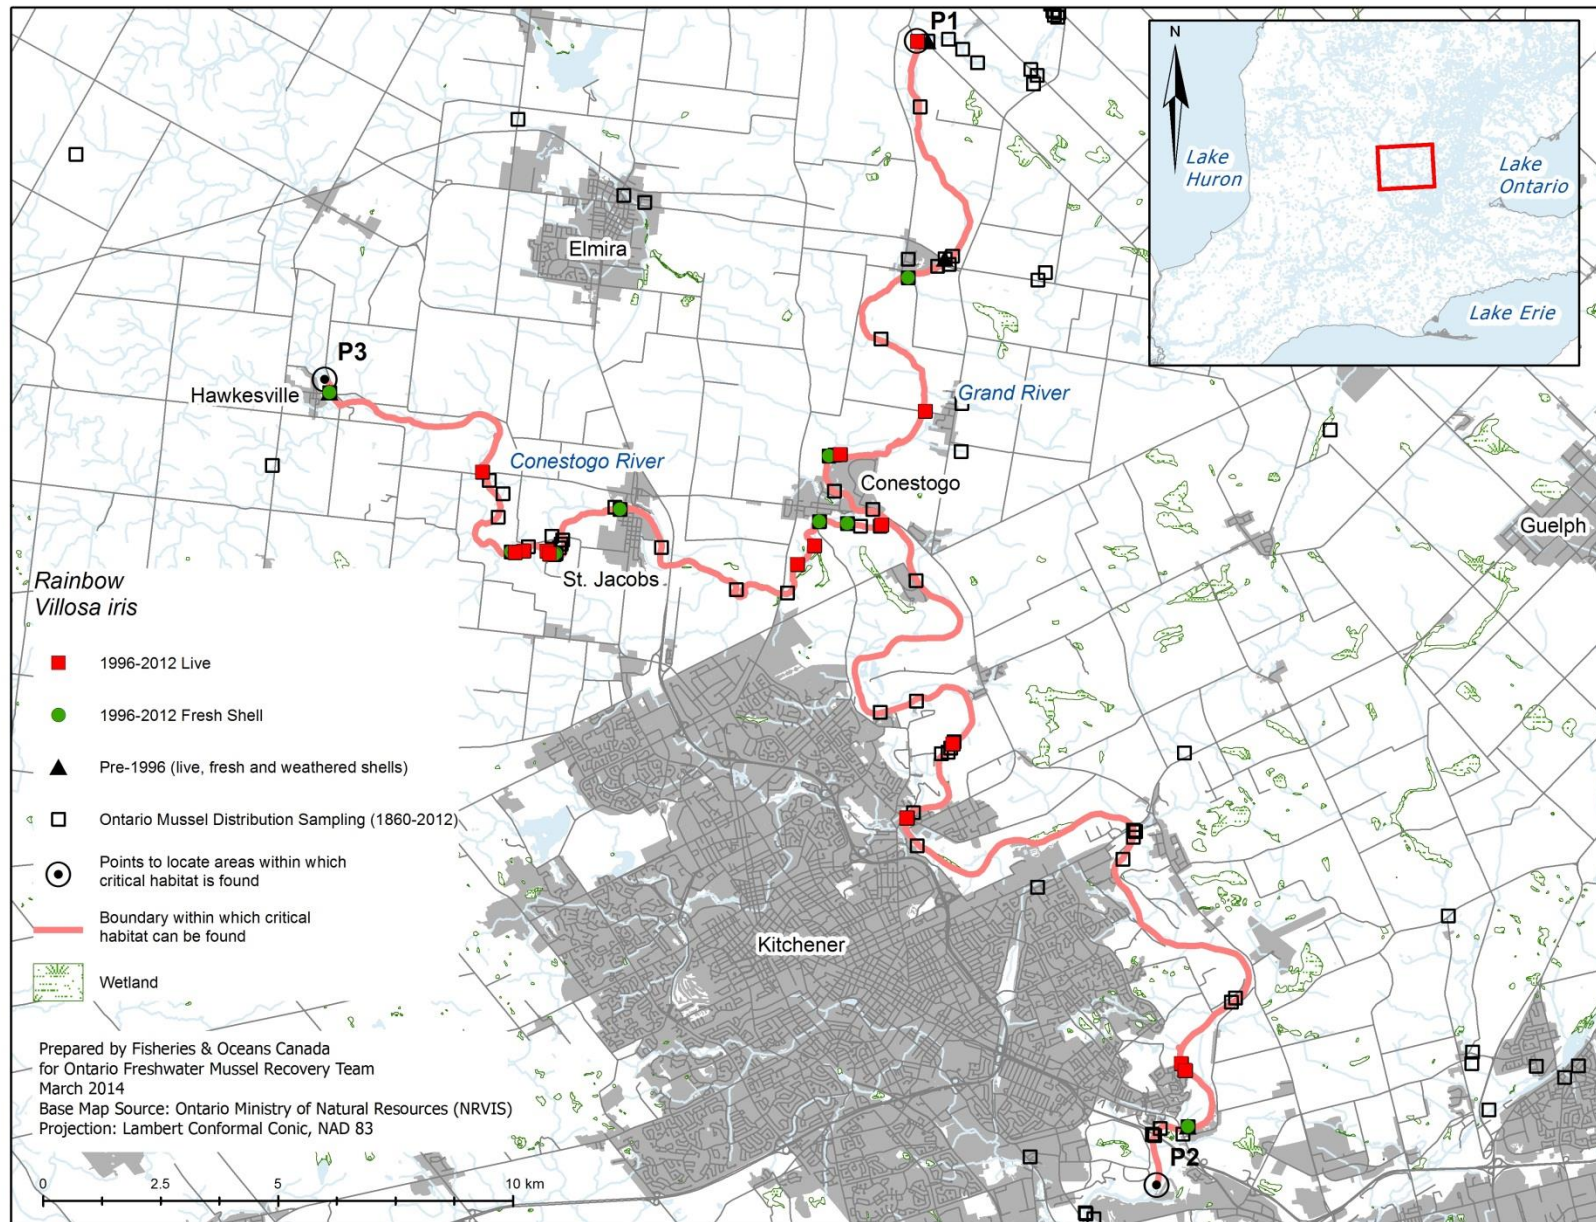 P1
N
Lake
Huron
Lake
Ontario
Lake Erie
Elmira
P3
Hawkesville
Grand River
Conestogo River
Conestogo
Guelph
St. Jacobs
Rainbow
Villosa iris
1996-2012 Live
1996-2012 Fresh Shell
Pre-1996 (live, fresh and weathered shells)
Ontario Mussel Distribution Sampling (1860-2012)
Points to locate areas within which
critical habitat is found
Boundary within which critical
habitat can be found
Wetland
Kitchener
Prepared by Fisheries & Oceans Canada
for Ontario Freshwater Mussel Recovery Team
March 2014
Base Map Source: Ontario Ministry of Natural Resources (NRVIS)
Projection: Lambert Conformal Conic, NAD 83
P2
0 2.5 5 10 km